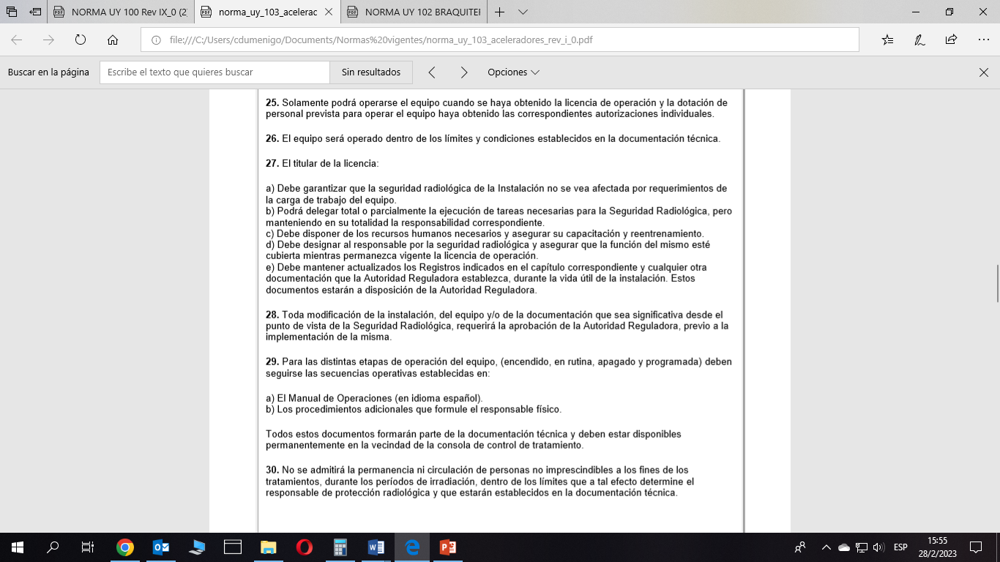 NORMA UY 100 Rev IX_0 (2)
norma_uy_103_acelerac
NORMA UY 102 BRAQUITEI
file:///C:/Users/cdumenigo/Documents/Normas%20vigentes/norma_uy_103_aceleradores_rev_i_0.pdf
Buscar en la página
Escribe el texto que quieres buscar
Sin resultados
Opciones
25. Solamente podrá operarse el equipo cuando se haya obtenido la licencia de operación y la dotación de
personal prevista para operar el equipo haya obtenido las correspondientes autorizaciones individuales.
26. El equipo será operado dentro de los límites y condiciones establecidos en la documentación técnica.
27. El titular de la licencia:
a) Debe garantizar que la seguridad radiológica de la Instalación no se vea afectada por requerimientos de
la carga de trabajo del equipo.
b) Podrá delegar total o parcialmente la ejecución de tareas necesarias para la Seguridad Radiológica, pero
manteniendo en su totalidad la responsabilidad correspondiente.
c) Debe disponer de los recursos humanos necesarios y asegurar su capacitación y reentrenamiento.
d) Debe designar al responsable por la seguridad radiológica y asegurar que la función del mismo esté
cubierta mientras permanezca vigente la licencia de operación.
e) Debe mantener actualizados los Registros indicados en el capítulo correspondiente y cualquier otra
documentación que la Autoridad Reguladora establezca, durante la vida útil de la instalación. Estos
documentos estarán a disposición de la Autoridad Reguladora.
28. Toda modificación de la instalación, del equipo y/o de la documentación que sea significativa desde el
punto de vista de la Seguridad Radiológica, requerirá la aprobación de la Autoridad Reguladora, previo a la
implementación de la misma.
29. Para las distintas etapas de operación del equipo, (encendido, en rutina, apagado y programada) deben
seguirse las secuencias operativas establecidas en:
a) El Manual de Operaciones (en idioma español).
b) Los procedimientos adicionales que formule el responsable físico.
Todos estos documentos formarán parte de la documentación técnica y deben estar disponibles
permanentemente en la vecindad de la consola de control de tratamiento.
30. No se admitirá la permanencia ni circulación de personas no imprescindibles a los fines de los
tratamientos, durante los períodos de irradiación, dentro de los límites que a tal efecto determine el
responsable de protección radiológica y que estarán establecidos en la documentación técnica.
ESP
15:55
28/2/2023